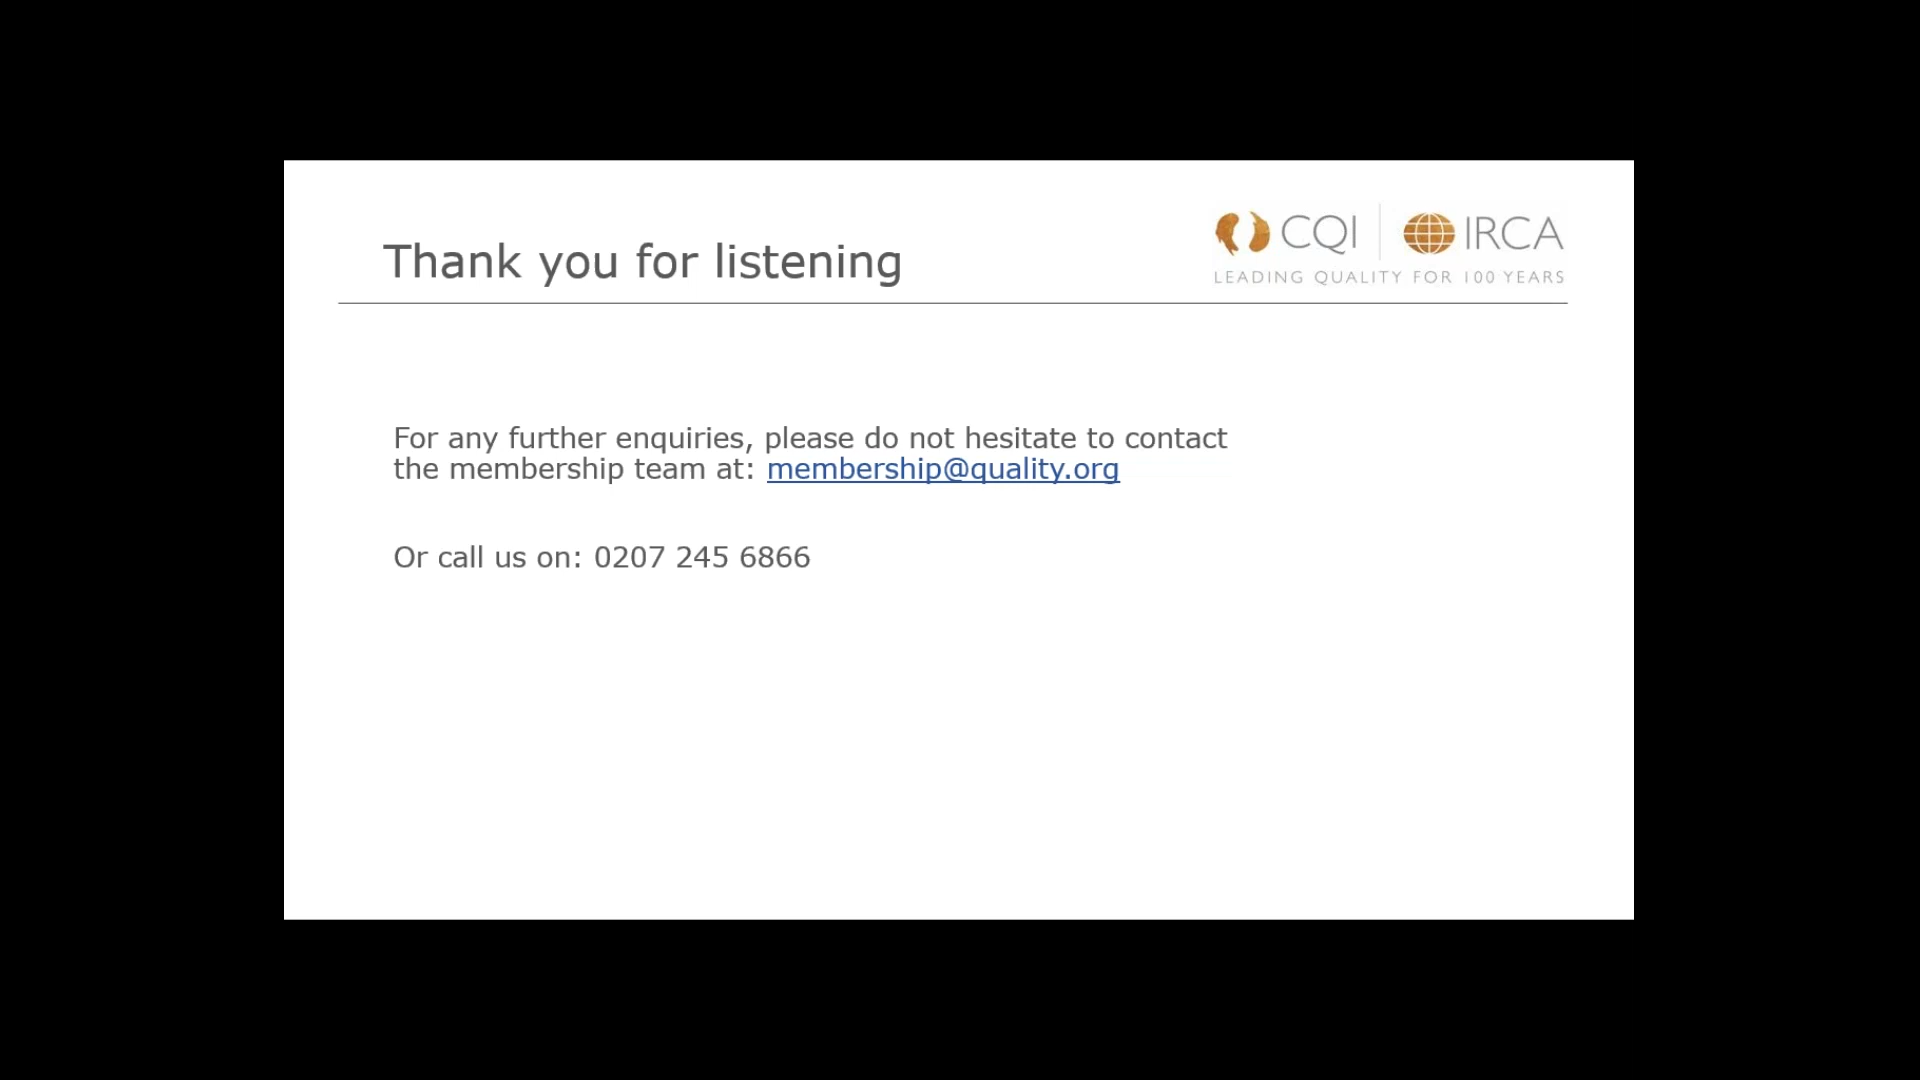 Thank you for listening
CQI IRCA
LEADING QUALITY FOR 100 YEARS
For any further enquiries, please do not hesitate to contact
the membership team at: membership@quality.org
Or call us on: 0207 245 6866